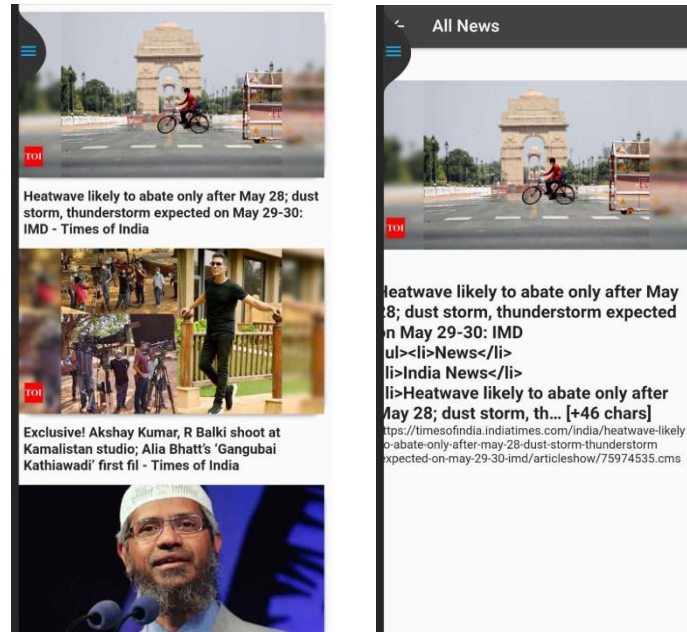 TOI
Heatwave likely to abate only after May 28; dust
storm, thunderstorm expected on May 29-30:
IMD - Times of India
TOI
Exclusive! Akshay Kumar, R Balki shoot at
Kamalistan studio; Alia Bhatt's ‘Gangubai
Kathiawadi’ first fil - Times of India
All News
TOI
Heatwave likely to abate only after May
28; dust storm, thunderstorm expected
on May 29-30: IMD
ul><li>News</li>
li>India News</li>
li>Heatwave likely to abate only after
May 28; dust storm, th… [+46 chars]
ttps://timesofindia.indiatimes.com/india/heatwave-likely
o-abate-only-after-may-28-dust-storm-thunderstorm
expected-on-may-29-30-imd/articleshow/75974535.cms